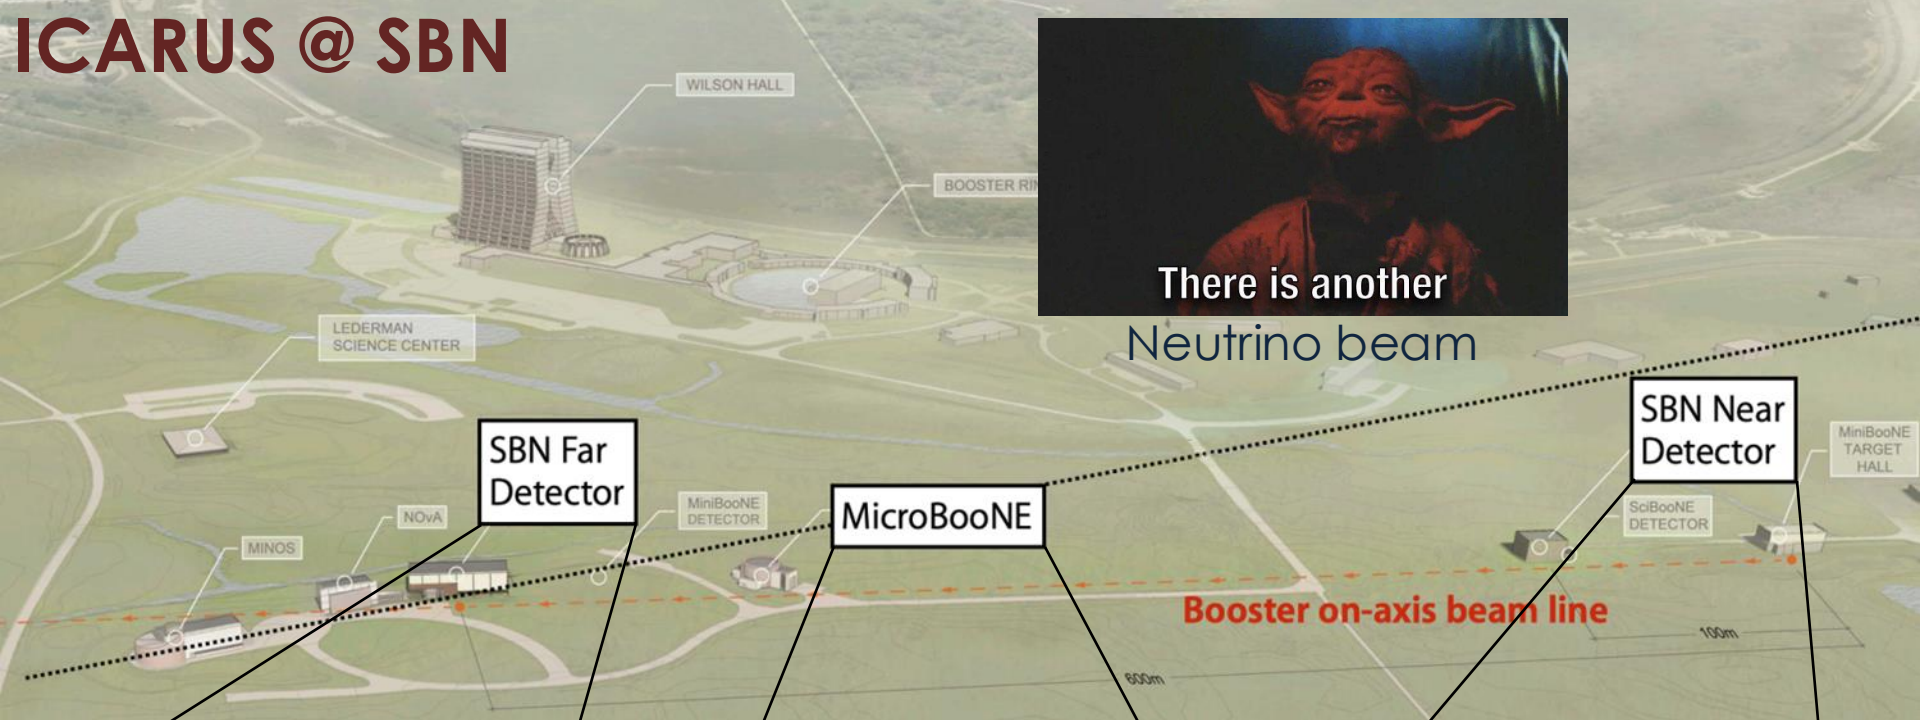 ICARUS @ SBN
WILSON HALL
BOOSTER
There is another
Neutrino beam
LEDERMAN
SCIENCE CENTER
SBN Near
Detector
MiniBooNE
TARGET
HALL
SBN Far
Detector
MiniBooNE
DETECTOR
MicroBooNE
SciBooNE
DETECTOR
NOvA
MINOS
Booster on-axis beam line
100m
600m